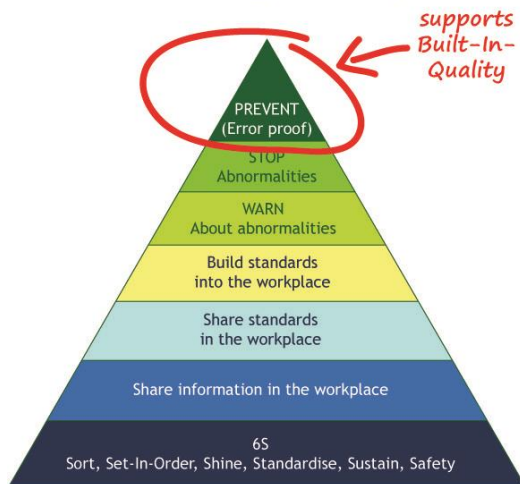 supports
Built-In-
Quality
PREVENT
(Error proof)
STOP
Abnormalities
WARN
About abnormalities
Build standards
into the workplace
Share standards
in the workplace
Share information in the workplace
6S
Sort, Set-In-Order, Shine, Standardise, Sustain, Safety